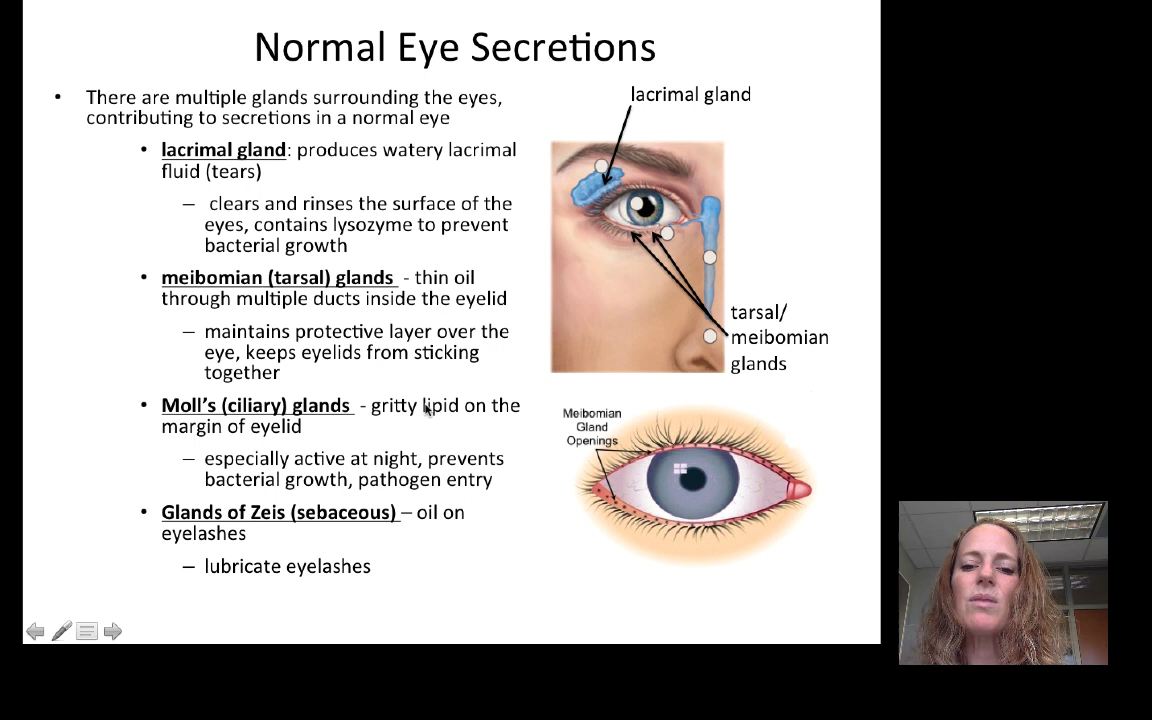 Normal Eye Secretions
• There are multiple glands surrounding the eyes,
contributing to secretions in a normal eye
• lacrimal gland: produces watery lacrimal
fluid (tears)
– clears and rinses the surface of the
eyes, contains lysozyme to prevent
bacterial growth
• meibomian (tarsal) glands - thin oil
through multiple ducts inside the eyelid
– maintains protective layer over the
eye, keeps eyelids from sticking
together
• Moll's (ciliary) glands - gritty lipid on the
margin of eyelid
– especially active at night, prevents
bacterial growth, pathogen entry
• Glands of Zeis (sebaceous) – oil on
eyelashes
– lubricate eyelashes
lacrimal gland
tarsal/
meibomian
glands
Meibomian
Gland
Openings